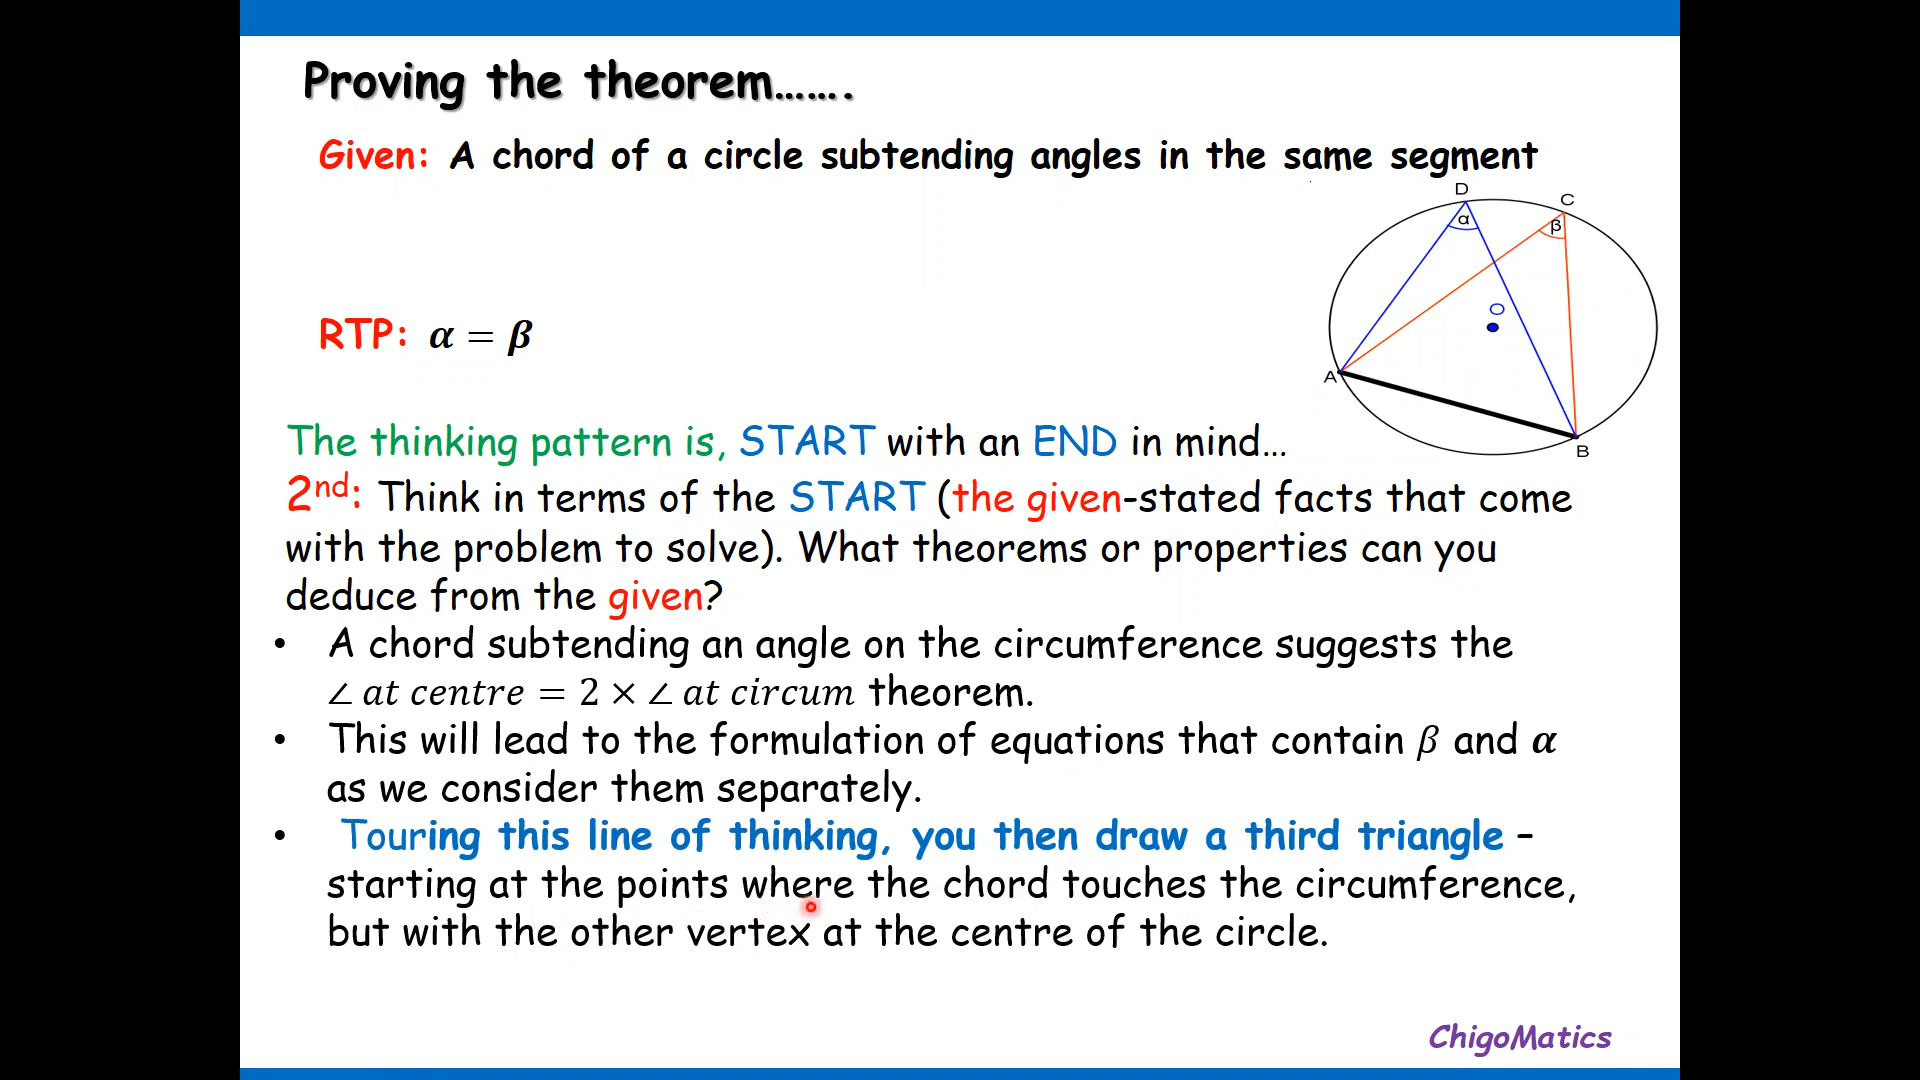 Proving the theorem…….
Given: A chord of a circle subtending angles in the same segment
D
C
α
β
O
RTP: α = β
A
B
The thinking pattern is, START with an END in mind…
2nd: Think in terms of the START (the given-stated facts that come
with the problem to solve). What theorems or properties can you
deduce from the given?
• A chord subtending an angle on the circumference suggests the
∠ at centre = 2 × ∠ at circum theorem.
• This will lead to the formulation of equations that contain β and α
as we consider them separately.
• Touring this line of thinking, you then draw a third triangle –
starting at the points where the chord touches the circumference,
but with the other vertex at the centre of the circle.
ChigoMatics